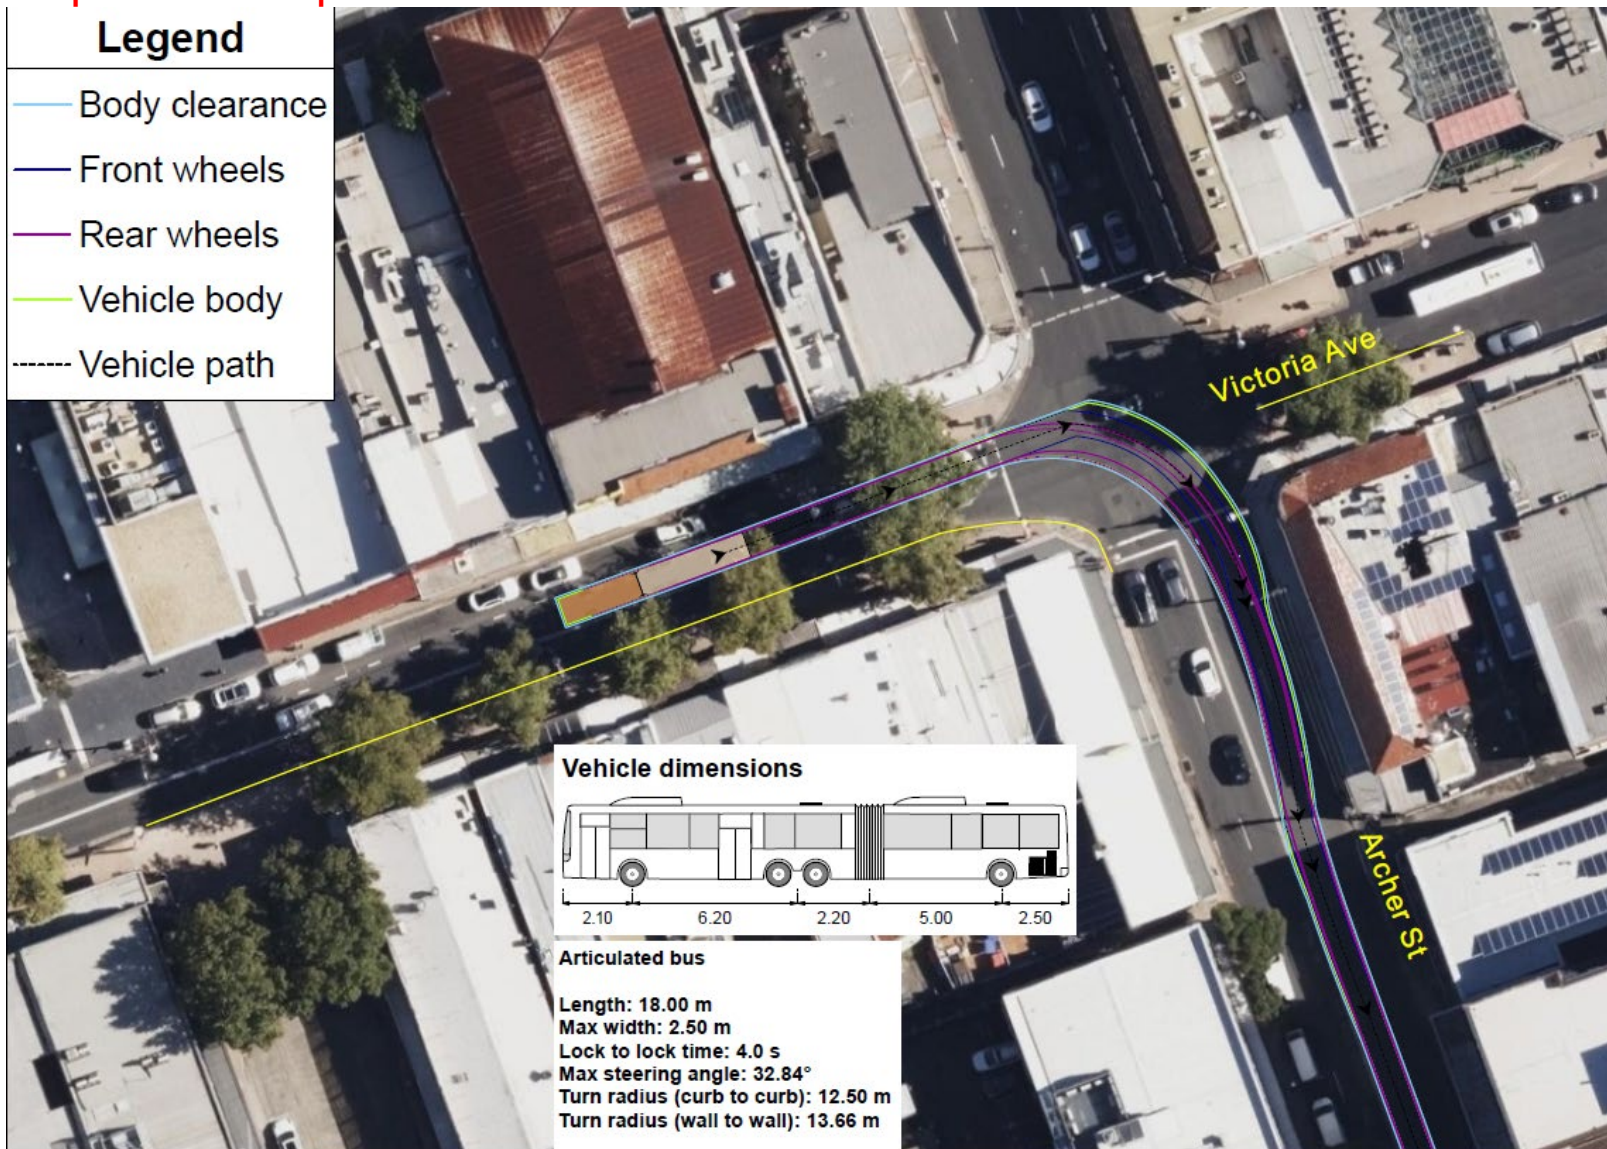 Legend
Body clearance
Front wheels
Rear wheels
Vehicle body
Vehicle path
Victoria Ave
Archer St
Vehicle dimensions
2.10 6.20 2.20 5.00 2.50
Articulated bus
Length: 18.00 m
Max width: 2.50 m
Lock to lock time: 4.0 s
Max steering angle: 32.84°
Turn radius (curb to curb): 12.50 m
Turn radius (wall to wall): 13.66 m